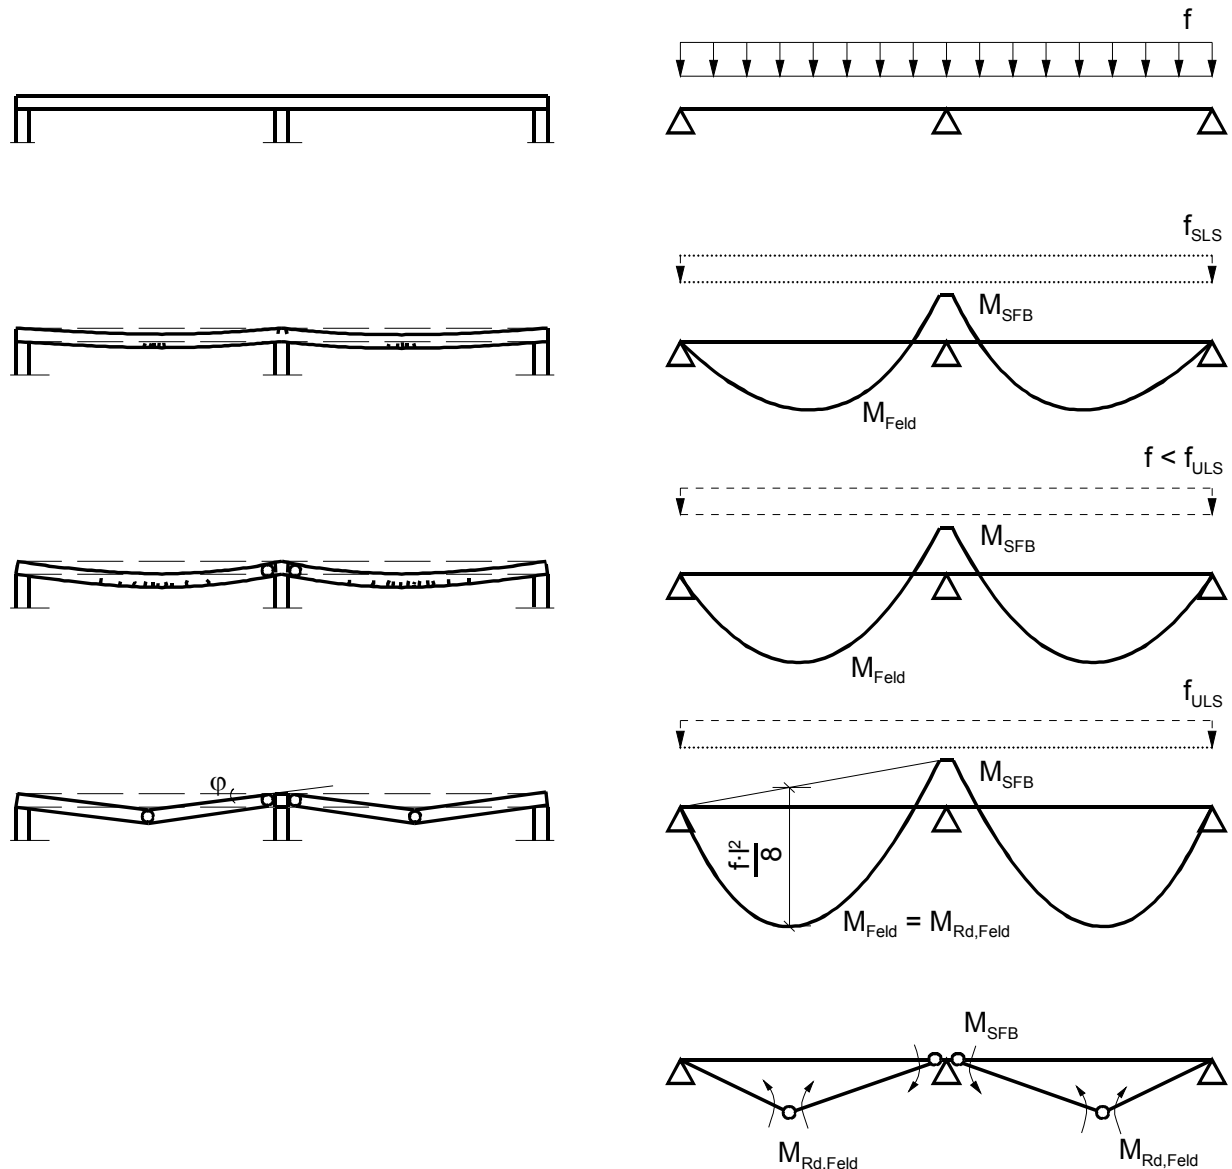 f
f_SLS
M_SFB
M_Feld
f < f_ULS
M_SFB
M_Feld
f_ULS
φ
M_SFB
f·l²
8
M_Feld = M_Rd,Feld
M_SFB
M_Rd,Feld
M_Rd,Feld